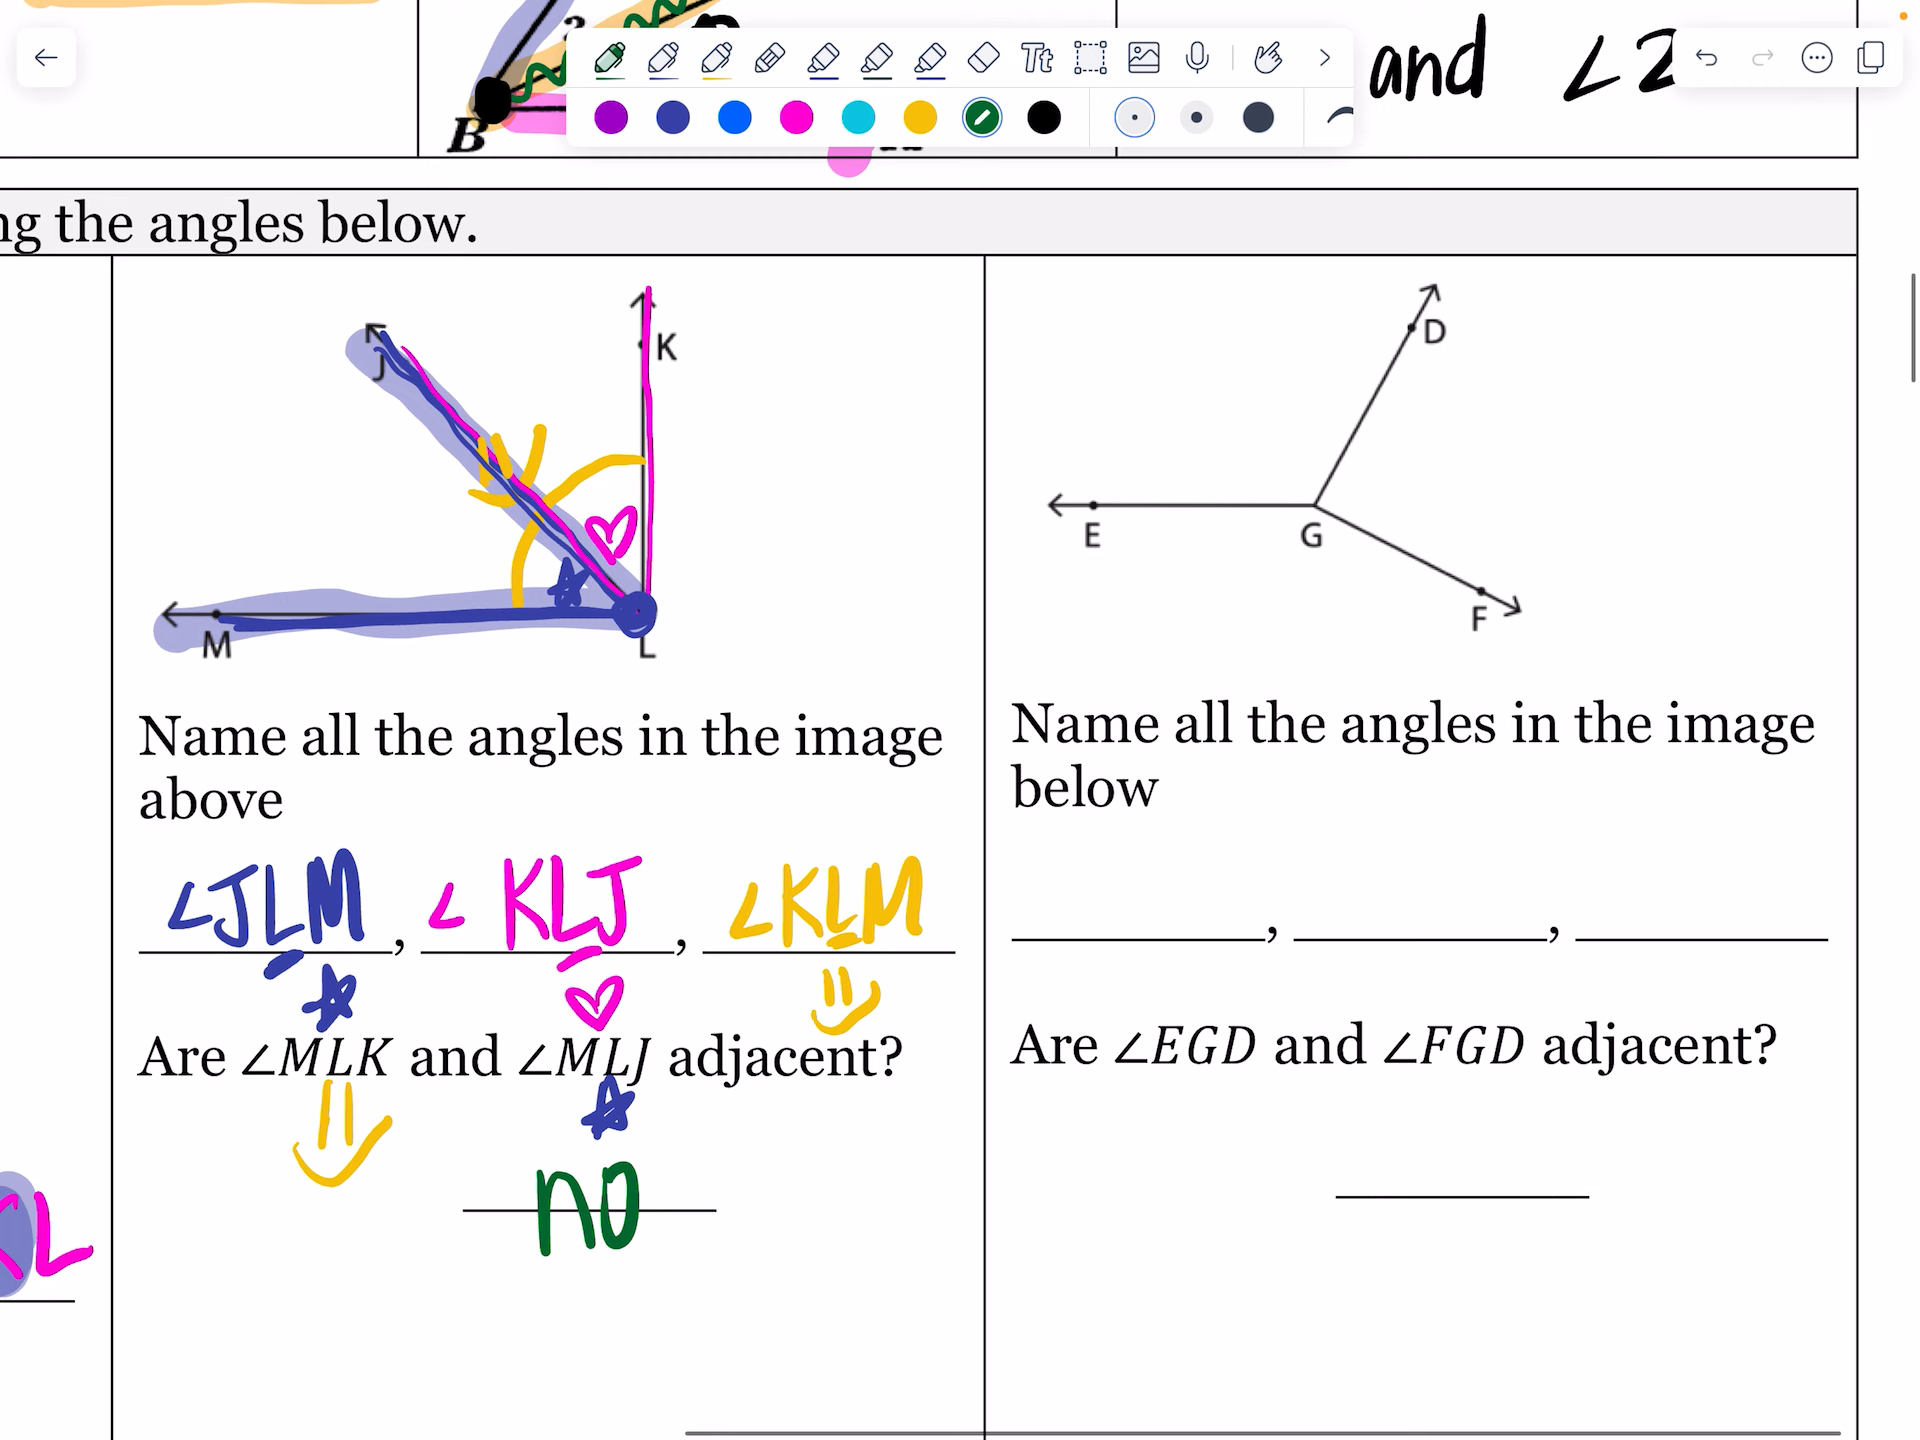 Tt
and ∠2
B
ng the angles below.
J
K
M
L
D
E
G
F
Name all the angles in the image
above
∠JLM, ∠KLJ, ∠KLM
Are ∠MLK and ∠MLJ adjacent?
no
Name all the angles in the image
below
Are ∠EGD and ∠FGD adjacent?
L